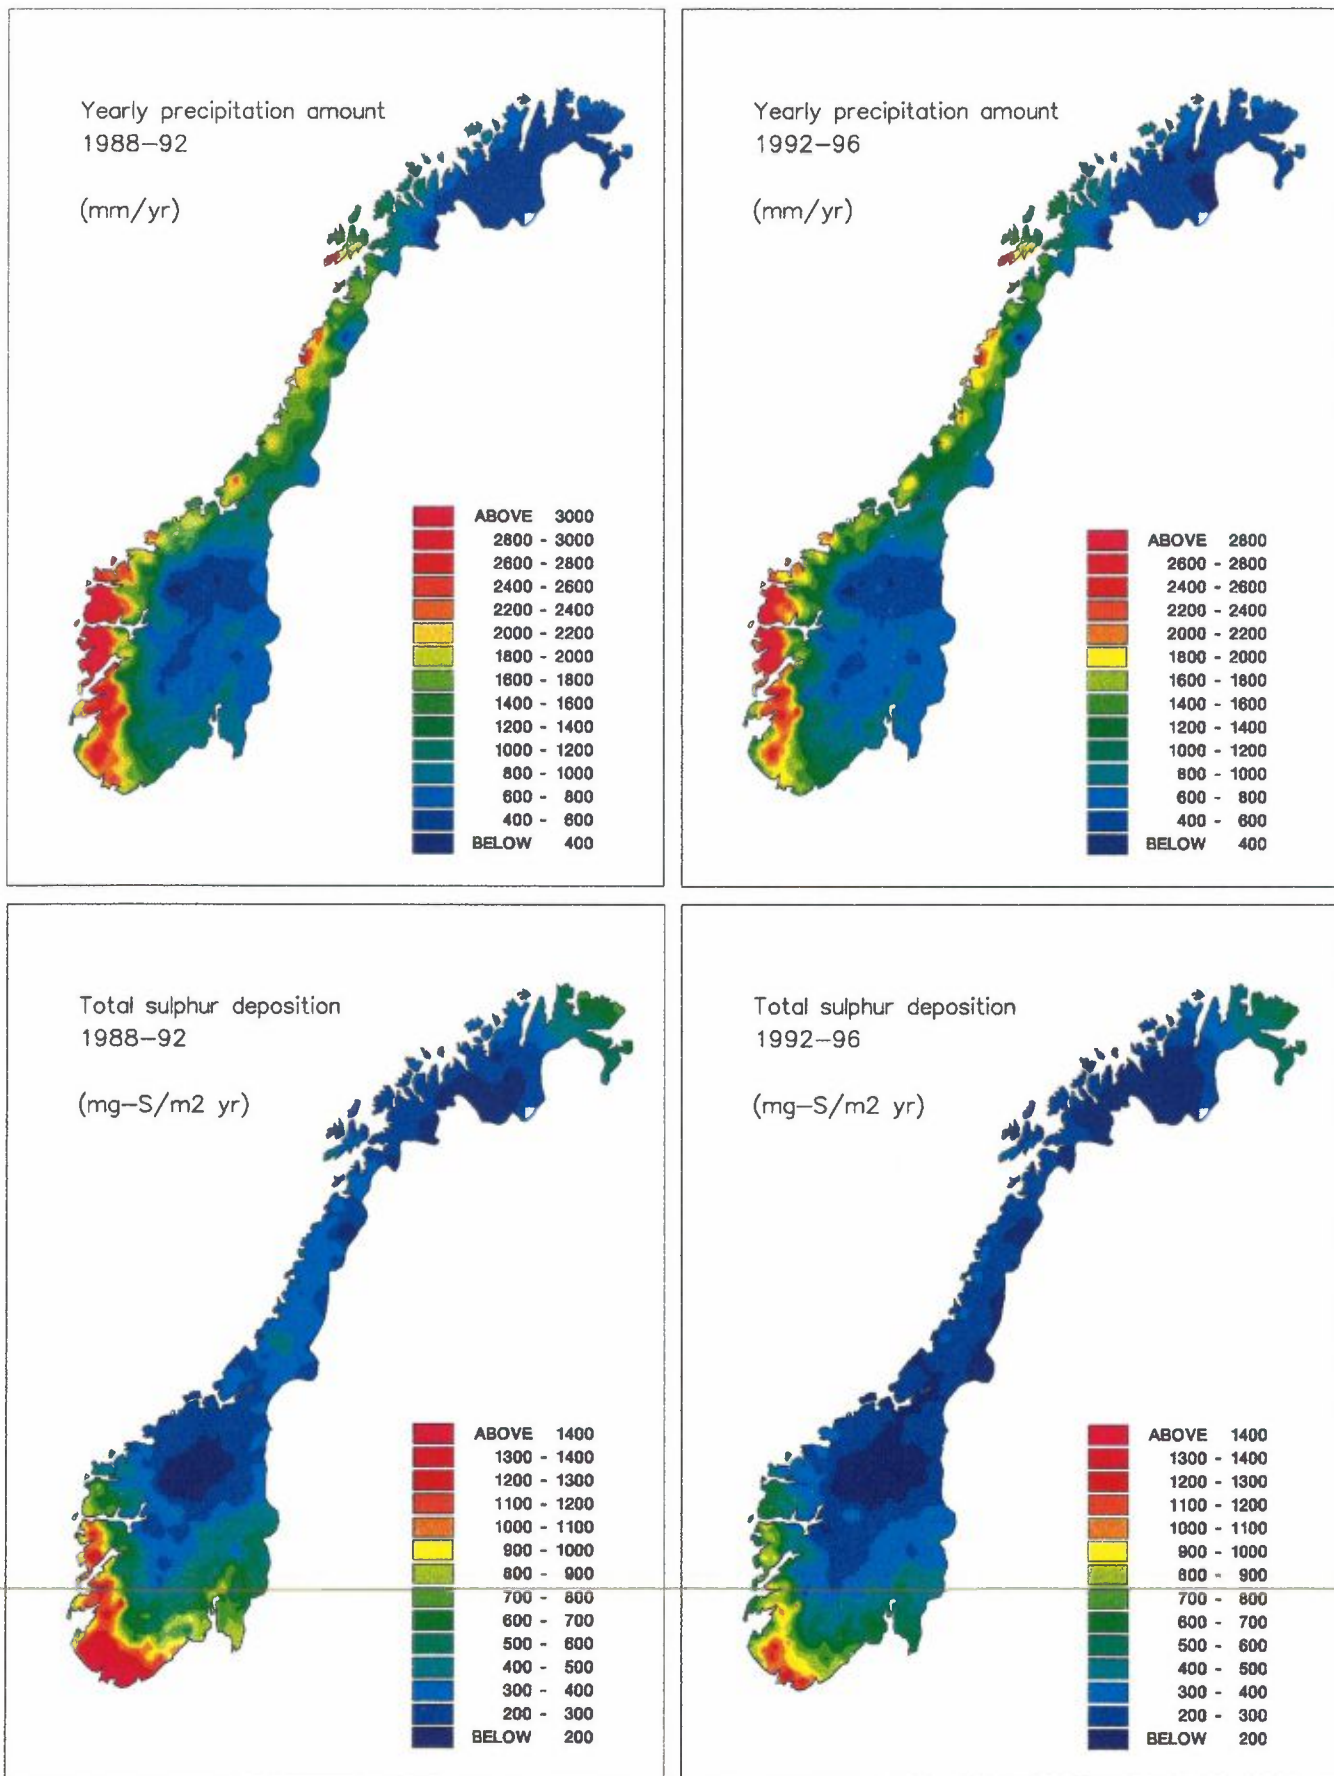 Yearly precipitation amount
1988-92
(mm/yr)
ABOVE 3000
2800 - 3000
2600 - 2800
2400 - 2600
2200 - 2400
2000 - 2200
1800 - 2000
1600 - 1800
1400 - 1600
1200 - 1400
1000 - 1200
800 - 1000
600 - 800
400 - 600
BELOW 400
Yearly precipitation amount
1992-96
(mm/yr)
ABOVE 2800
2600 - 2800
2400 - 2600
2200 - 2400
2000 - 2200
1800 - 2000
1600 - 1800
1400 - 1600
1200 - 1400
1000 - 1200
800 - 1000
600 - 800
400 - 600
BELOW 400
Total sulphur deposition
1988-92
(mg-S/m2 yr)
ABOVE 1400
1300 - 1400
1200 - 1300
1100 - 1200
1000 - 1100
900 - 1000
800 - 900
700 - 800
600 - 700
500 - 600
400 - 500
300 - 400
200 - 300
BELOW 200
Total sulphur deposition
1992-96
(mg-S/m2 yr)
ABOVE 1400
1300 - 1400
1200 - 1300
1100 - 1200
1000 - 1100
900 - 1000
800 - 900
700 - 800
600 - 700
500 - 600
400 - 500
300 - 400
200 - 300
BELOW 200